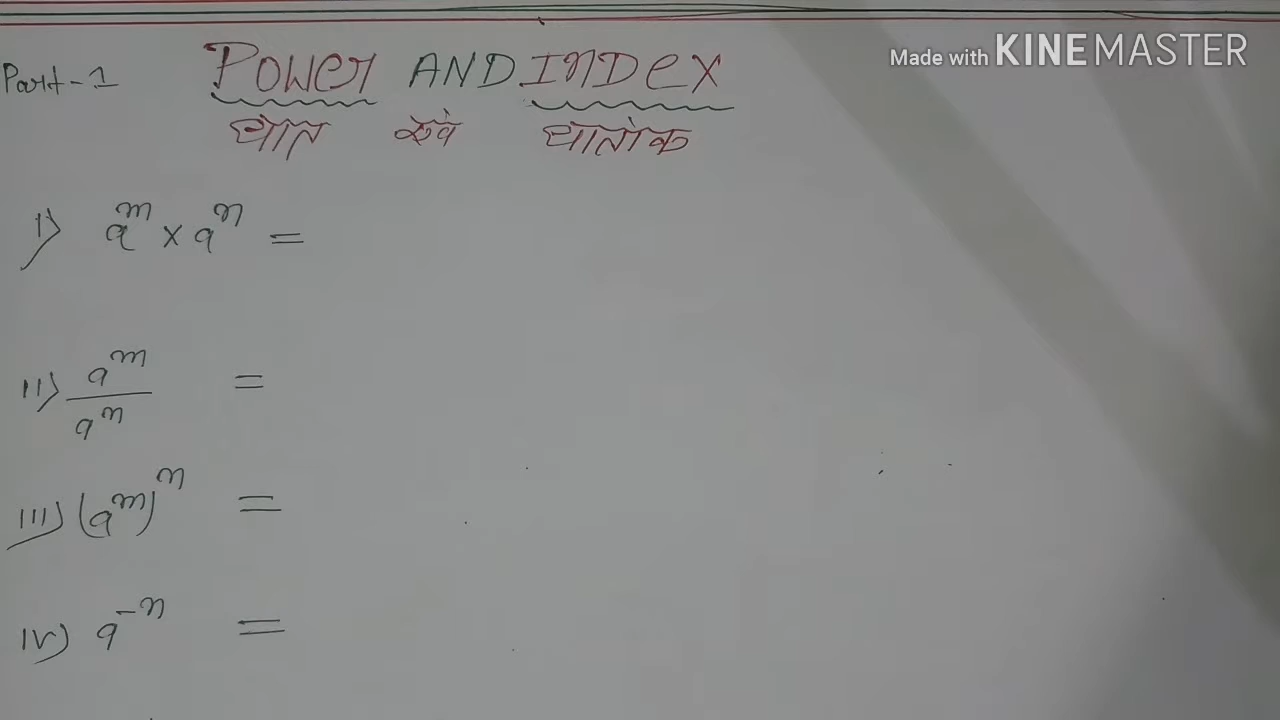 Part-1 POWER AND INDEX Made with KINEMASTER
घात एवं घातांक
I) a^m × a^n =
II) a^m / a^n =
III) (a^m)^n =
IV) a^-n =